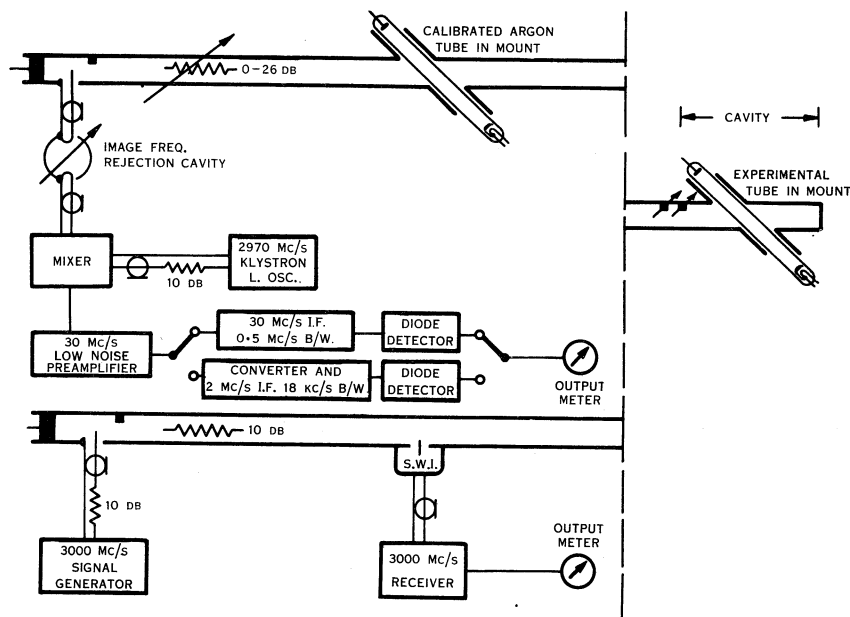 CALIBRATED ARGON
TUBE IN MOUNT
0-26 DB
CAVITY
IMAGE FREQ.
REJECTION CAVITY
EXPERIMENTAL
TUBE IN MOUNT
MIXER
2970 Mc/s
KLYSTRON
L. OSC.
10 DB
30 Mc/s
LOW NOISE
PREAMPLIFIER
30 Mc/s I.F.
0·5 Mc/s B/W.
DIODE
DETECTOR
CONVERTER AND
2 Mc/s I.F. 18 Kc/s B/W.
DIODE
DETECTOR
OUTPUT
METER
10 DB
S.W.I.
10 DB
3000 Mc/s
SIGNAL
GENERATOR
3000 Mc/s
RECEIVER
OUTPUT
METER